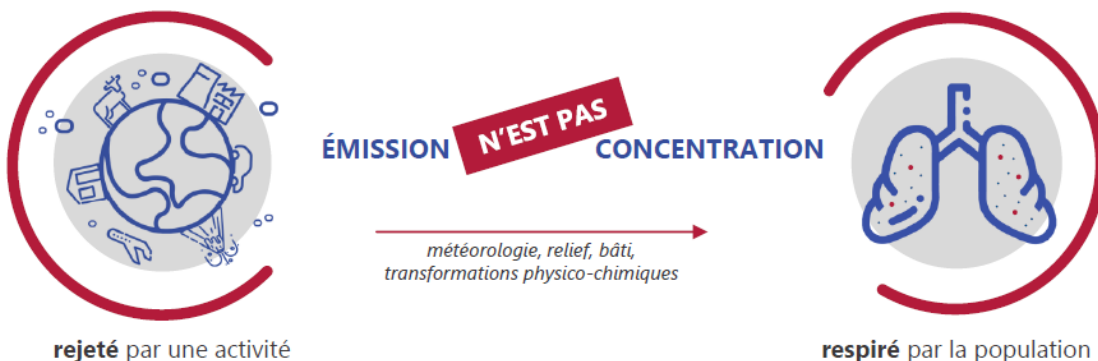 ÉMISSION N'EST PAS CONCENTRATION
météorologie, relief, bâti,
transformations physico-chimiques
rejeté par une activité
respiré par la population